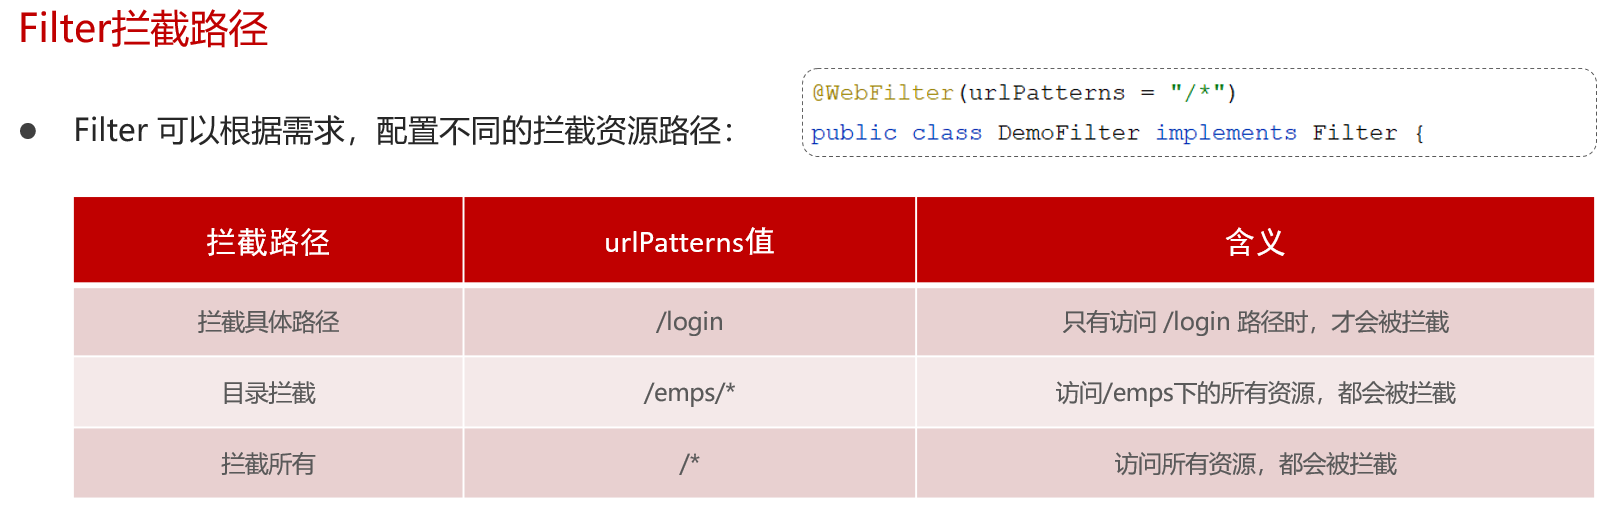 Filter拦截路径
● Filter 可以根据需求，配置不同的拦截资源路径：
@WebFilter(urlPatterns = "/*")
public class DemoFilter implements Filter {
拦截路径 urlPatterns值 含义
拦截具体路径 /login 只有访问 /login 路径时，才会被拦截
目录拦截 /emps/* 访问/emps下的所有资源，都会被拦截
拦截所有 /* 访问所有资源，都会被拦截